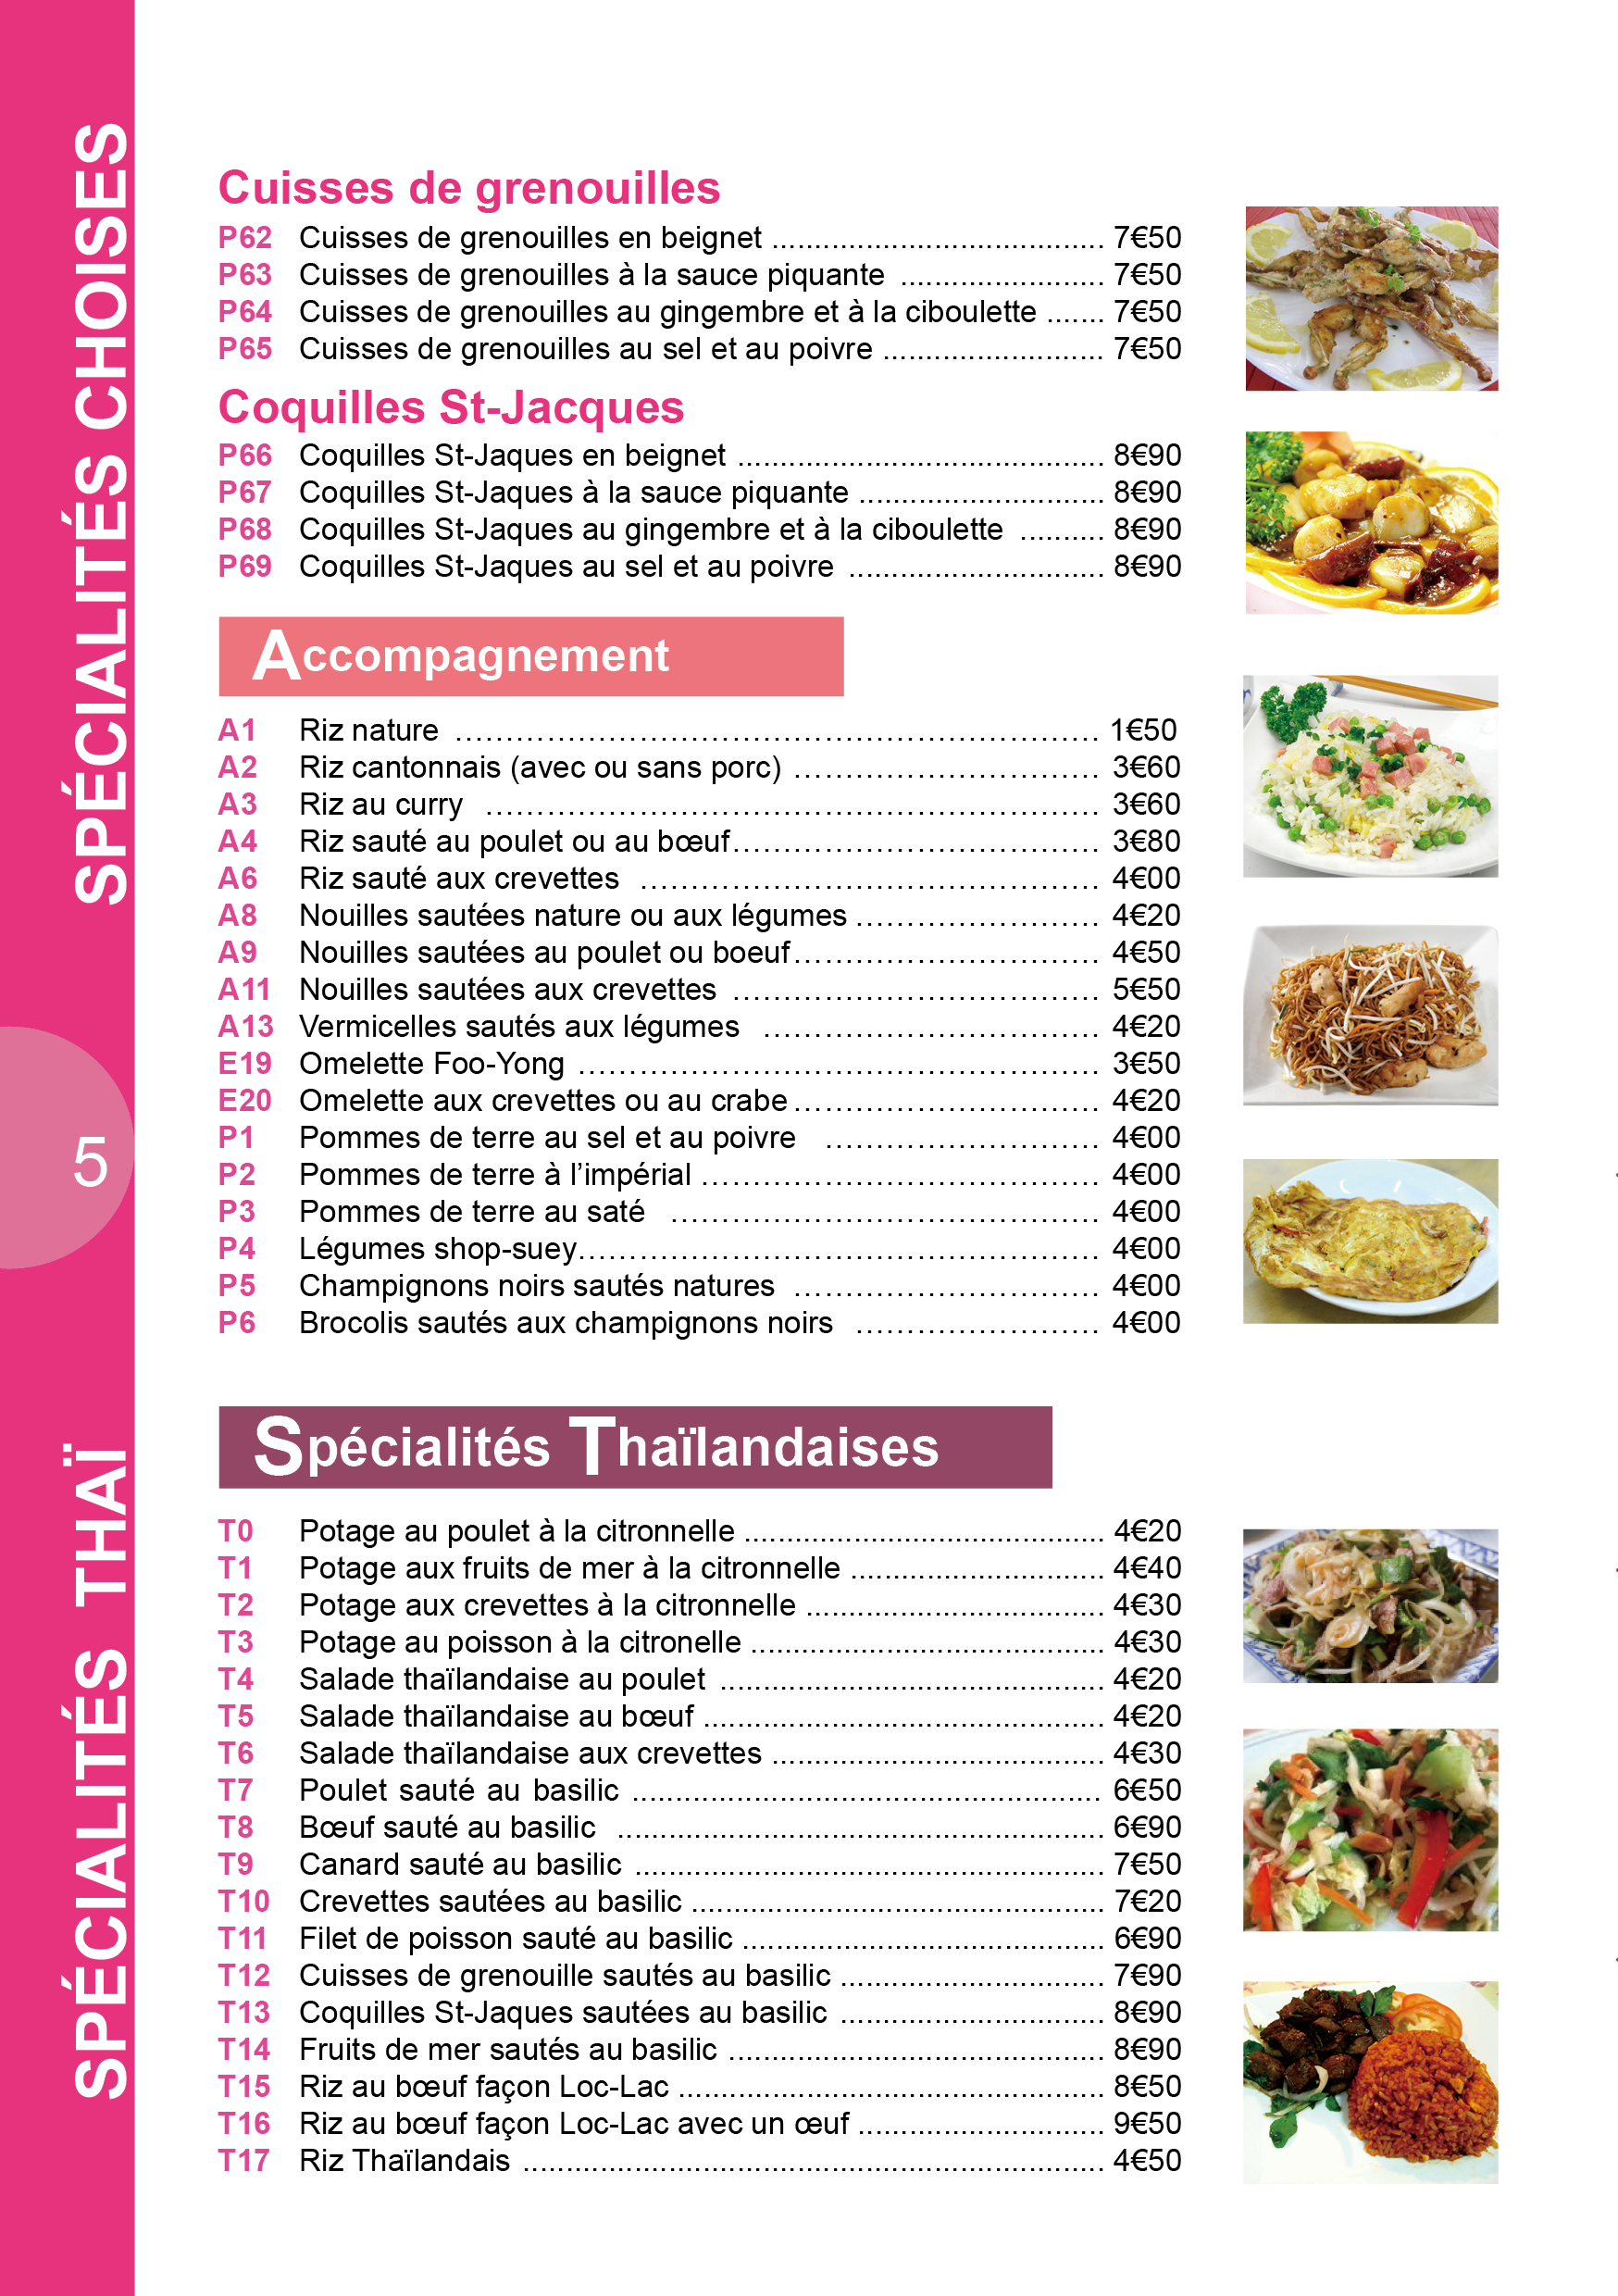 SPÉCIALITÉS CHOISES
Cuisses de grenouilles
P62 Cuisses de grenouilles en beignet ....................................... 7€50
P63 Cuisses de grenouilles à la sauce piquante ........................ 7€50
P64 Cuisses de grenouilles au gingembre et à la ciboulette ....... 7€50
P65 Cuisses de grenouilles au sel et au poivre .......................... 7€50
Coquilles St-Jacques
P66 Coquilles St-Jaques en beignet ........................................... 8€90
P67 Coquilles St-Jaques à la sauce piquante ............................. 8€90
P68 Coquilles St-Jaques au gingembre et à la ciboulette .......... 8€90
P69 Coquilles St-Jaques au sel et au poivre .............................. 8€90
Accompagnement
A1 Riz nature ................................................................ 1€50
A2 Riz cantonnais (avec ou sans porc) .............................. 3€60
A3 Riz au curry ............................................................. 3€60
A4 Riz sauté au poulet ou au bœuf.................................... 3€80
A6 Riz sauté aux crevettes ............................................. 4€00
A8 Nouilles sautées nature ou aux légumes ........................ 4€20
A9 Nouilles sautées au poulet ou boeuf.............................. 4€50
A11 Nouilles sautées aux crevettes .................................... 5€50
A13 Vermicelles sautés aux légumes ................................. 4€20
E19 Omelette Foo-Yong ................................................... 3€50
E20 Omelette aux crevettes ou au crabe .............................. 4€20
P1 Pommes de terre au sel et au poivre ........................... 4€00
P2 Pommes de terre à l’impérial ....................................... 4€00
P3 Pommes de terre au saté .......................................... 4€00
P4 Légumes shop-suey................................................... 4€00
P5 Champignons noirs sautés natures .............................. 4€00
P6 Brocolis sautés aux champignons noirs ........................ 4€00
5
SPÉCIALITÉS THAÏ
Spécialités Thaïlandaises
T0 Potage au poulet à la citronnelle .......................................... 4€20
T1 Potage aux fruits de mer à la citronnelle .............................. 4€40
T2 Potage aux crevettes à la citronnelle ................................... 4€30
T3 Potage au poisson à la citronelle ......................................... 4€30
T4 Salade thaïlandaise au poulet ............................................. 4€20
T5 Salade thaïlandaise au bœuf ............................................... 4€20
T6 Salade thaïlandaise aux crevettes ....................................... 4€30
T7 Poulet sauté au basilic ....................................................... 6€50
T8 Bœuf sauté au basilic ......................................................... 6€90
T9 Canard sauté au basilic ....................................................... 7€50
T10 Crevettes sautées au basilic ................................................ 7€20
T11 Filet de poisson sauté au basilic .......................................... 6€90
T12 Cuisses de grenouille sautés au basilic ............................... 7€90
T13 Coquilles St-Jaques sautées au basilic ............................... 8€90
T14 Fruits de mer sautés au basilic ............................................ 8€90
T15 Riz au bœuf façon Loc-Lac .................................................. 8€50
T16 Riz au bœuf façon Loc-Lac avec un œuf ............................. 9€50
T17 Riz Thaïlandais .................................................................... 4€50